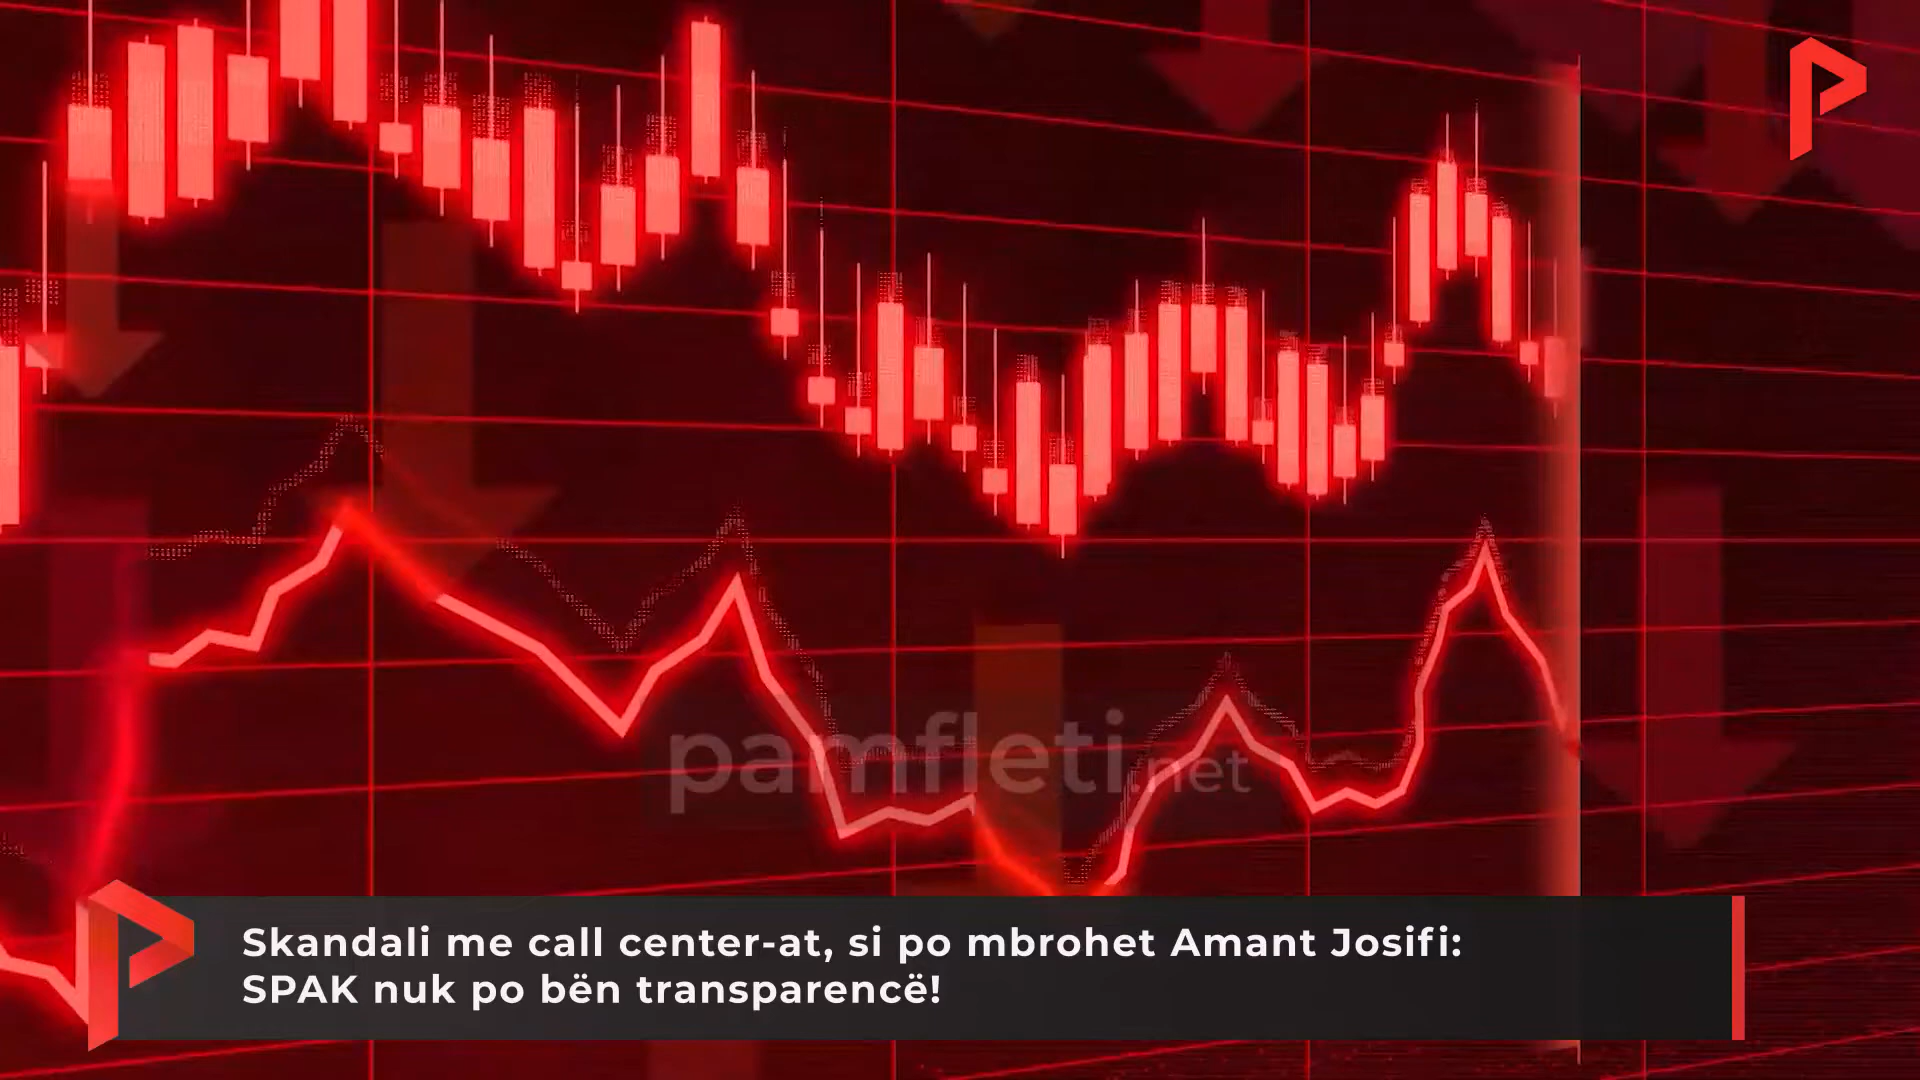 pamfleti.net
Skandali me call center-at, si po mbrohet Amant Josifi:
SPAK nuk po bën transparencë!